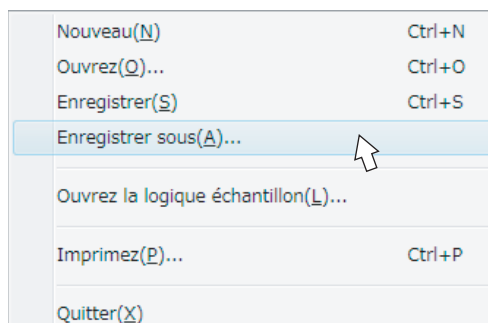 Nouveau(N) Ctrl+N
Ouvrez(O)... Ctrl+O
Enregistrer(S) Ctrl+S
Enregistrer sous(A)...
Ouvrez la logique échantillon(L)...
Imprimez(P)... Ctrl+P
Quitter(X)